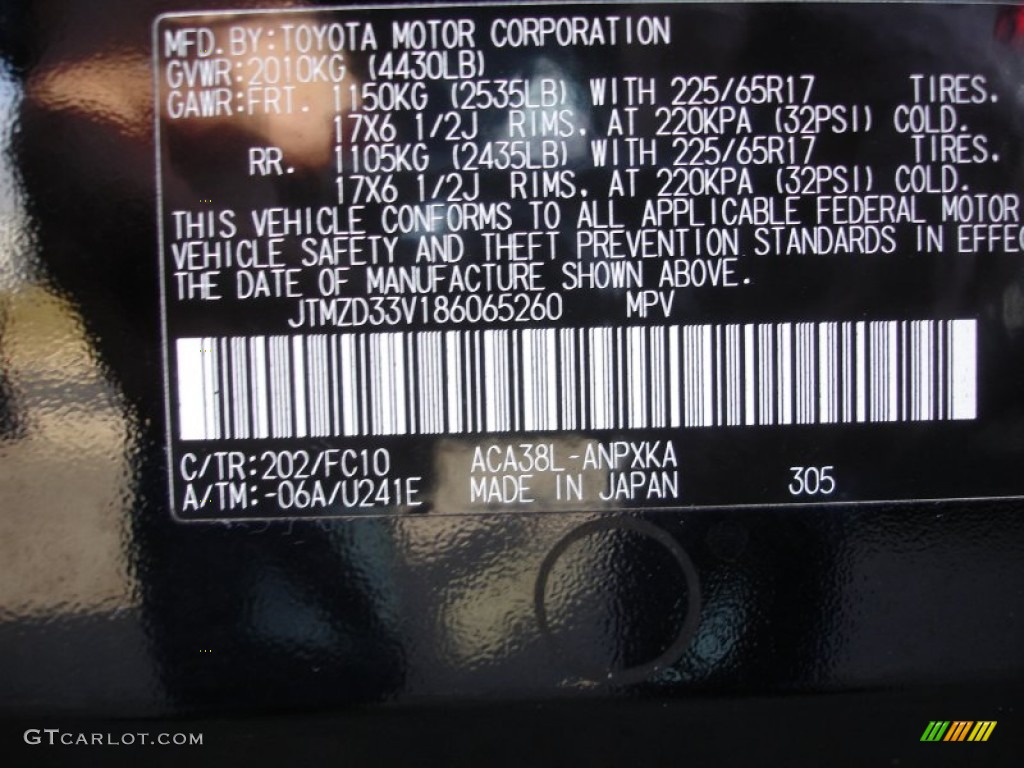 MFD. BY: TOYOTA MOTOR CORPORATION
GVWR: 2010KG (4430LB)
GAWR: FRT. 1150KG (2535LB) WITH 225/65R17 TIRES.
17X6 1/2J RIMS. AT 220KPA (32PSI) COLD.
RR. 1105KG (2435LB) WITH 225/65R17 TIRES.
17X6 1/2J RIMS. AT 220KPA (32PSI) COLD.
THIS VEHICLE CONFORMS TO ALL APPLICABLE FEDERAL MOTOR
VEHICLE SAFETY AND THEFT PREVENTION STANDARDS IN EFFEC
THE DATE OF MANUFACTURE SHOWN ABOVE.
JTMZD33V186065260 MPV
C/TR: 202/FC10 ACA38L-ANPXKA
A/TM: -06A/U241E MADE IN JAPAN 305
GTCARLOT.COM